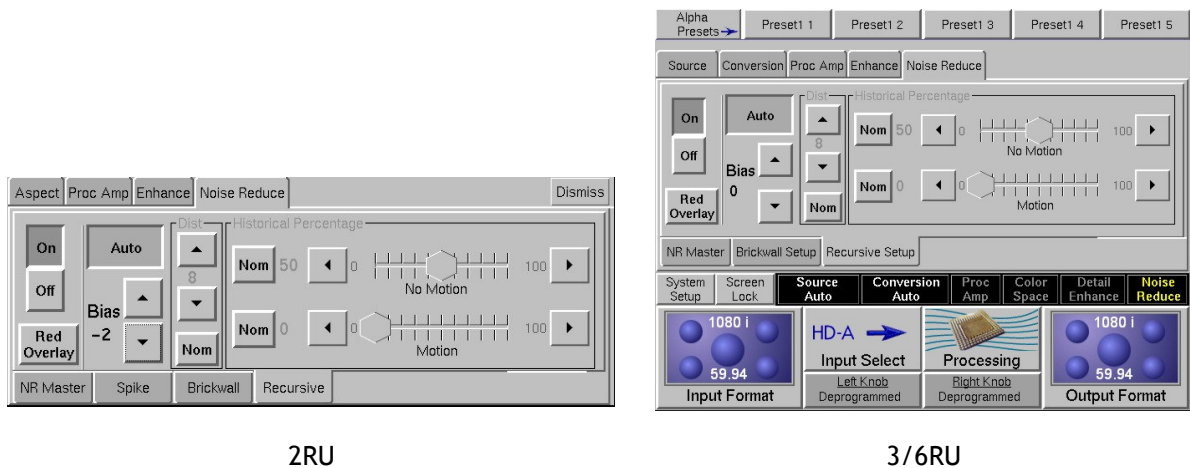 Aspect Proc Amp Enhance Noise Reduce Dismiss
On
Off
Red
Overlay
Auto
Bias
-2
Dist
8
Nom
Historical Percentage
Nom 50 0 100
No Motion
Nom 0 0 100
Motion
NR Master Spike Brickwall Recursive
2RU
Alpha
Presets
Preset1 1 Preset1 2 Preset1 3 Preset1 4 Preset1 5
Source Conversion Proc Amp Enhance Noise Reduce
On
Off
Red
Overlay
Auto
Bias
0
Dist
8
Nom
Historical Percentage
Nom 50 0 100
No Motion
Nom 0 0 100
Motion
NR Master Brickwall Setup Recursive Setup
System
Setup
Screen
Lock
Source
Auto
Conversion
Auto
Proc
Amp
Color
Space
Detail
Enhance
Noise
Reduce
1080 i
59.94
Input Format
HD-A
Input Select
Left Knob
Deprogrammed
Processing
Right Knob
Deprogrammed
1080 i
59.94
Output Format
3/6RU